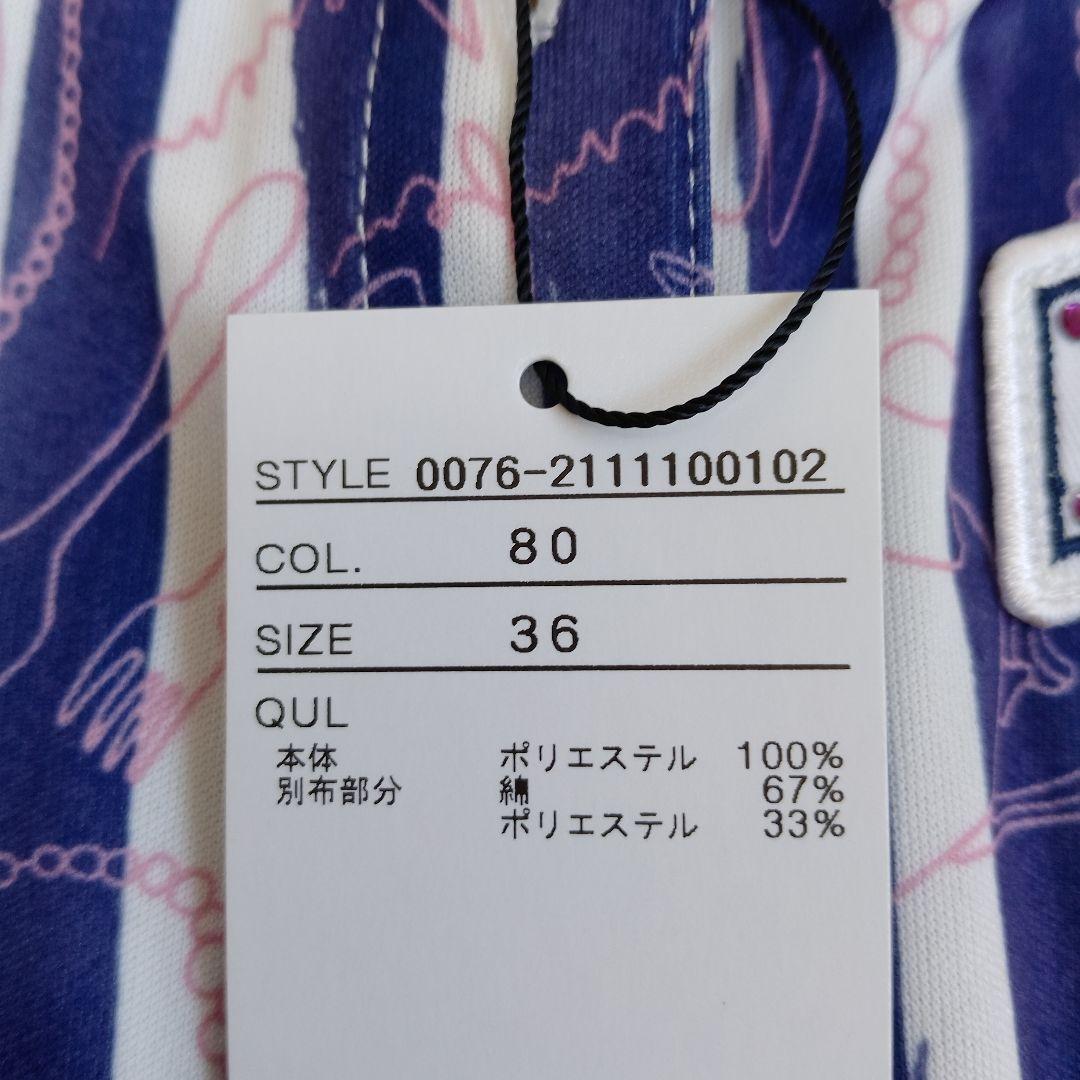 STYLE 0076-2111100102
COL. 80
SIZE 36
QUL
本体 ポリエステル 100%
別布部分 綿 67%
ポリエステル 33%